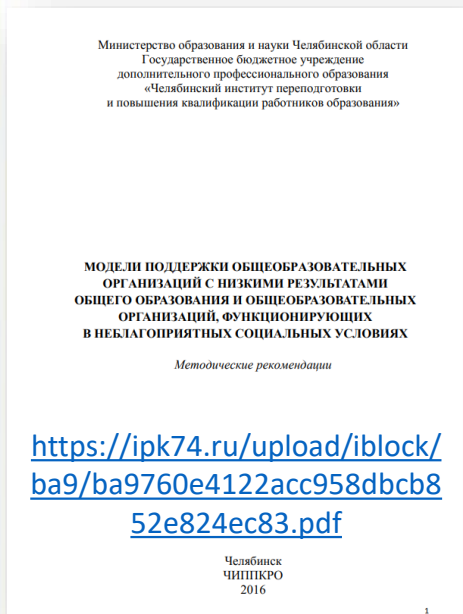 Министерство образования и науки Челябинской области
Государственное бюджетное учреждение
дополнительного профессионального образования
«Челябинский институт переподготовки
и повышения квалификации работников образования»
МОДЕЛИ ПОДДЕРЖКИ ОБЩЕОБРАЗОВАТЕЛЬНЫХ
ОРГАНИЗАЦИЙ С НИЗКИМИ РЕЗУЛЬТАТАМИ
ОБЩЕГО ОБРАЗОВАНИЯ И ОБЩЕОБРАЗОВАТЕЛЬНЫХ
ОРГАНИЗАЦИЙ, ФУНКЦИОНИРУЮЩИХ
В НЕБЛАГОПРИЯТНЫХ СОЦИАЛЬНЫХ УСЛОВИЯХ
Методические рекомендации
https://ipk74.ru/upload/iblock/
ba9/ba9760e4122acc958dbcb8
52e824ec83.pdf
Челябинск
ЧИППКРО
2016
1